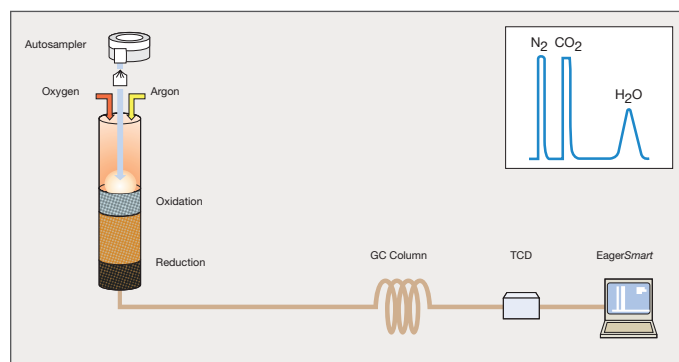 Autosampler
Oxygen
Argon
N2 CO2
H2O
Oxidation
Reduction
GC Column
TCD
EagerSmart